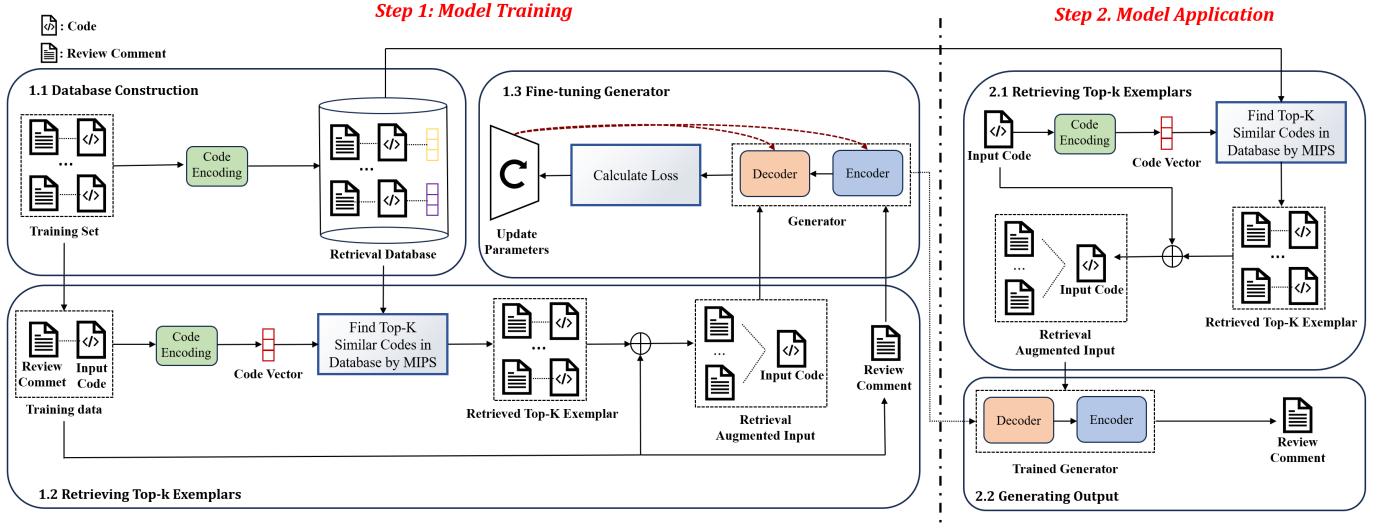 Step 1: Model Training
Step 2. Model Application
: Code
: Review Comment
1.1 Database Construction
Training Set
Code
Encoding
Retrieval Database
1.3 Fine-tuning Generator
Update
Parameters
Calculate Loss
Decoder
Encoder
Generator
Review
Commet
Input
Code
Training data
Code
Encoding
Code Vector
Find Top-K
Similar Codes in
Database by MIPS
Retrieved Top-K Exemplar
Input Code
Retrieval
Augmented Input
Review
Comment
1.2 Retrieving Top-k Exemplars
2.1 Retrieving Top-k Exemplars
Input Code
Code
Encoding
Code Vector
Find Top-K
Similar Codes in
Database by MIPS
Input Code
Retrieval
Augmented Input
Retrieved Top-K Exemplar
Decoder
Encoder
Trained Generator
Review
Comment
2.2 Generating Output